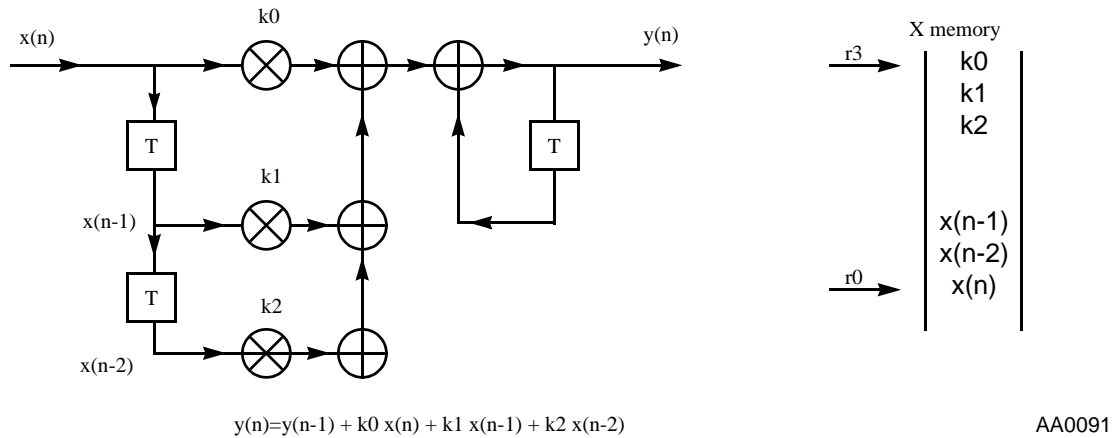 k0
x(n)
y(n)
T
T
k1
x(n-1)
T
k2
x(n-2)
X memory
r3
k0
k1
k2
x(n-1)
x(n-2)
r0
x(n)
y(n)=y(n-1) + k0 x(n) + k1 x(n-1) + k2 x(n-2)
AA0091